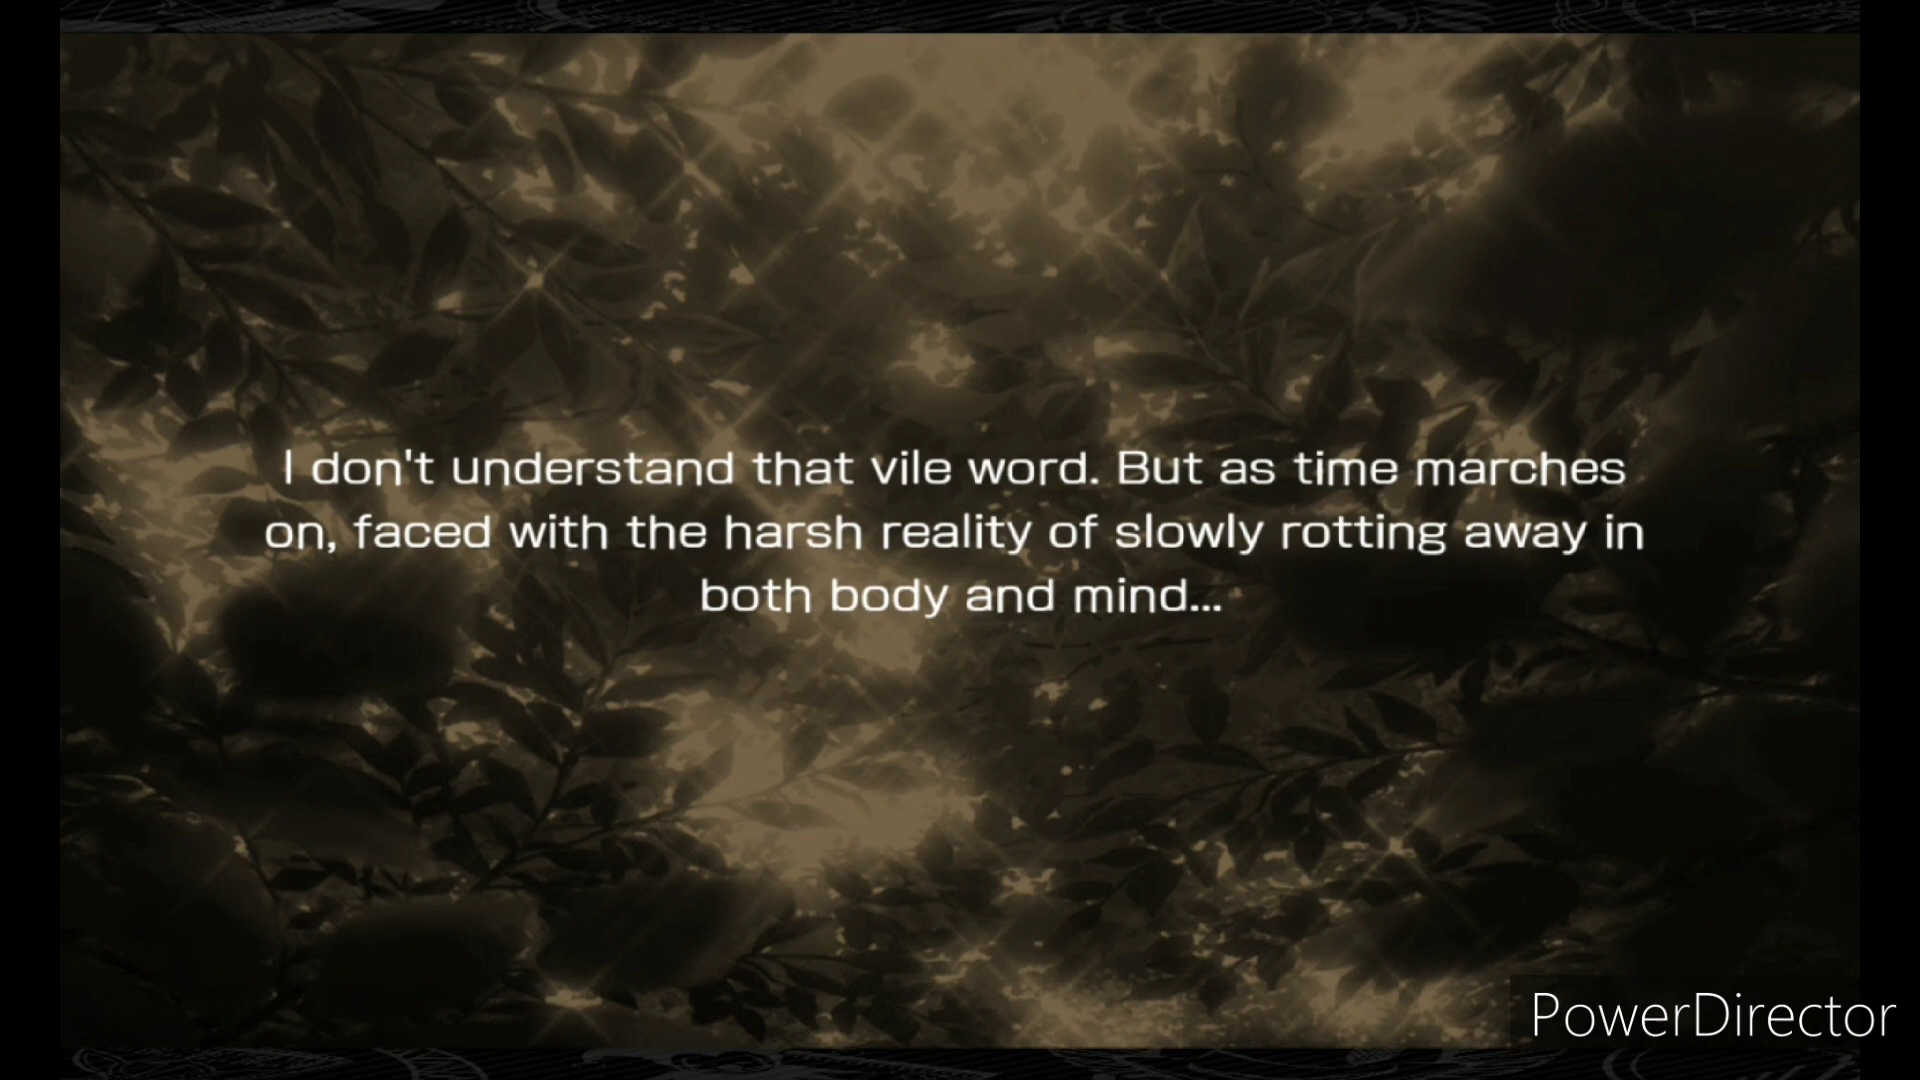 I don't understand that vile word. But as time marches
on, faced with the harsh reality of slowly rotting away in
both body and mind...
PowerDirector